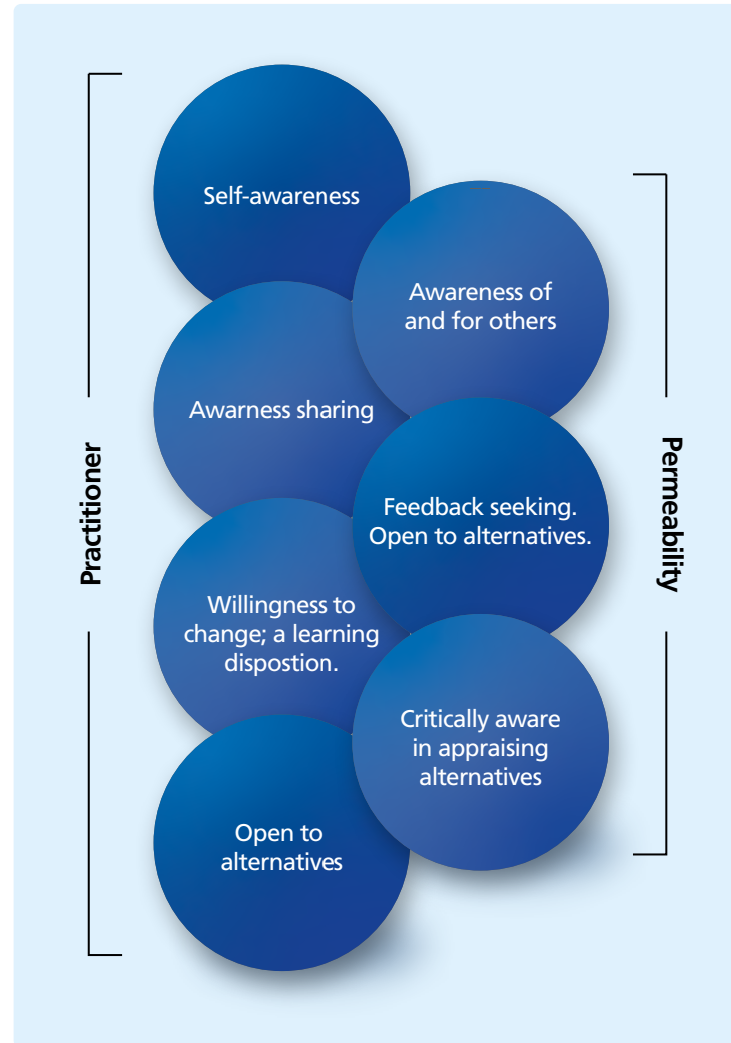 Self-awareness
Awareness of
and for others
Awarness sharing
Feedback seeking.
Open to alternatives.
Willingness to
change; a learning
dispostion.
Critically aware
in appraising
alternatives
Open to
alternatives
Practitioner
Permeability